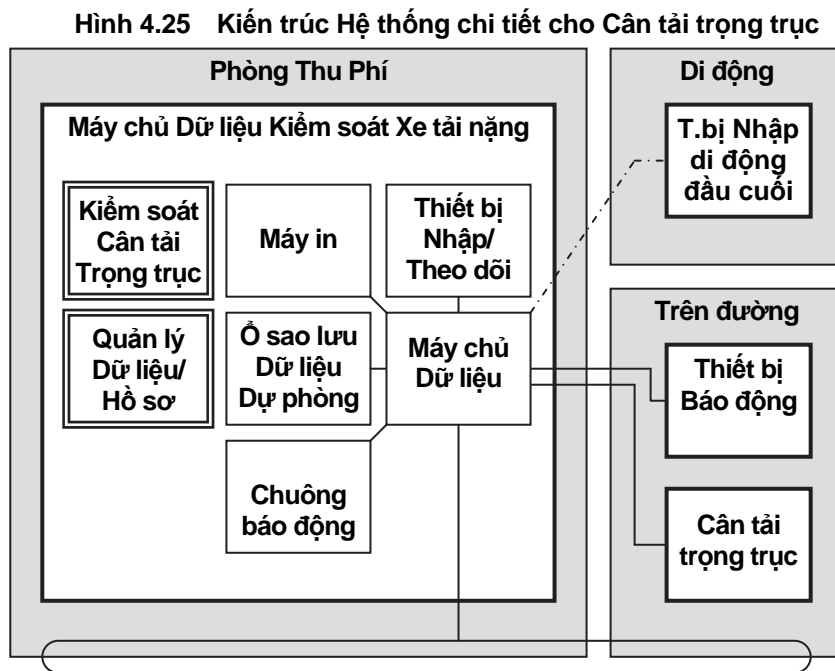 Hình 4.25 Kiến trúc Hệ thống chi tiết cho Cân tải trọng trục
Phòng Thu Phí
Máy chủ Dữ liệu Kiểm soát Xe tải nặng
Kiểm soát
Cân tải
Trọng trục
Máy in
Thiết bị
Nhập/
Theo dõi
Quản lý
Dữ liệu/
Hồ sơ
Ổ sao lưu
Dữ liệu
Dự phòng
Máy chủ
Dữ liệu
Chuông
báo động
Di động
T.bị Nhập
di động
đầu cuối
Trên đường
Thiết bị
Báo động
Cân tải
trọng trục